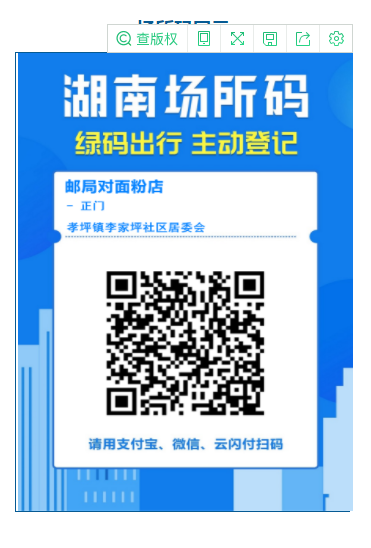 查版权
湖南场所码
绿码出行 主动登记
邮局对面粉店
- 正门
孝坪镇李家坪社区居委会
请用支付宝、微信、云闪付扫码